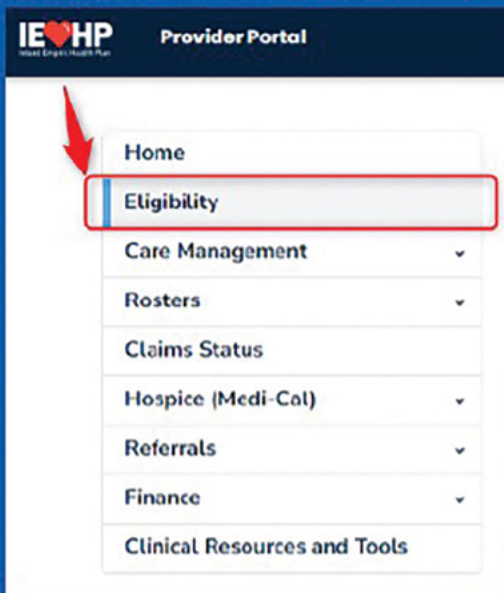 IEHP
Provider Portal
Inland Empire Health Plan
Home
Eligibility
Care Management
Rosters
Claims Status
Hospice (Medi-Cal)
Referrals
Finance
Clinical Resources and Tools